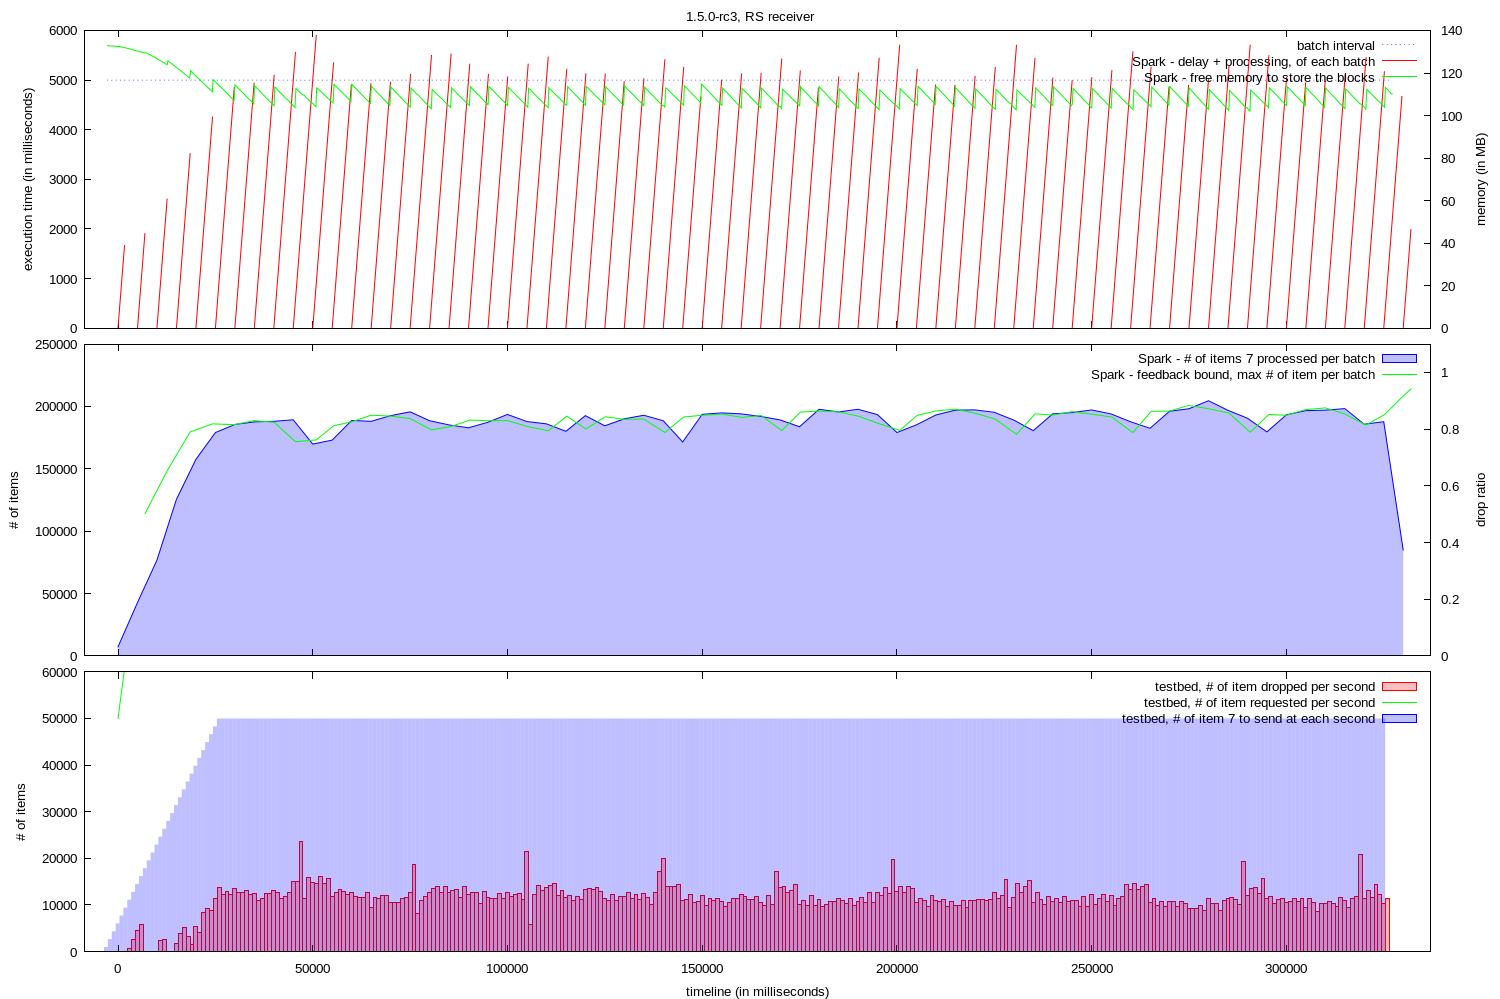 1.5.0-rc3, RS receiver
execution time (in milliseconds)
6000
5000
4000
3000
2000
1000
0
batch interval
Spark - delay + processing, of each batch
Spark - free memory to store the blocks
140
120
100
80
60
40
20
0
memory (in MB)
# of items
250000
200000
150000
100000
50000
0
Spark - # of items 7 processed per batch
Spark - feedback bound, max # of item per batch
1
0.8
0.6
0.4
0.2
0
drop ratio
# of items
60000
50000
40000
30000
20000
10000
0
testbed, # of item dropped per second
testbed, # of item requested per second
testbed, # of item 7 to send at each second
0 50000 100000 150000 200000 250000 300000
timeline (in milliseconds)